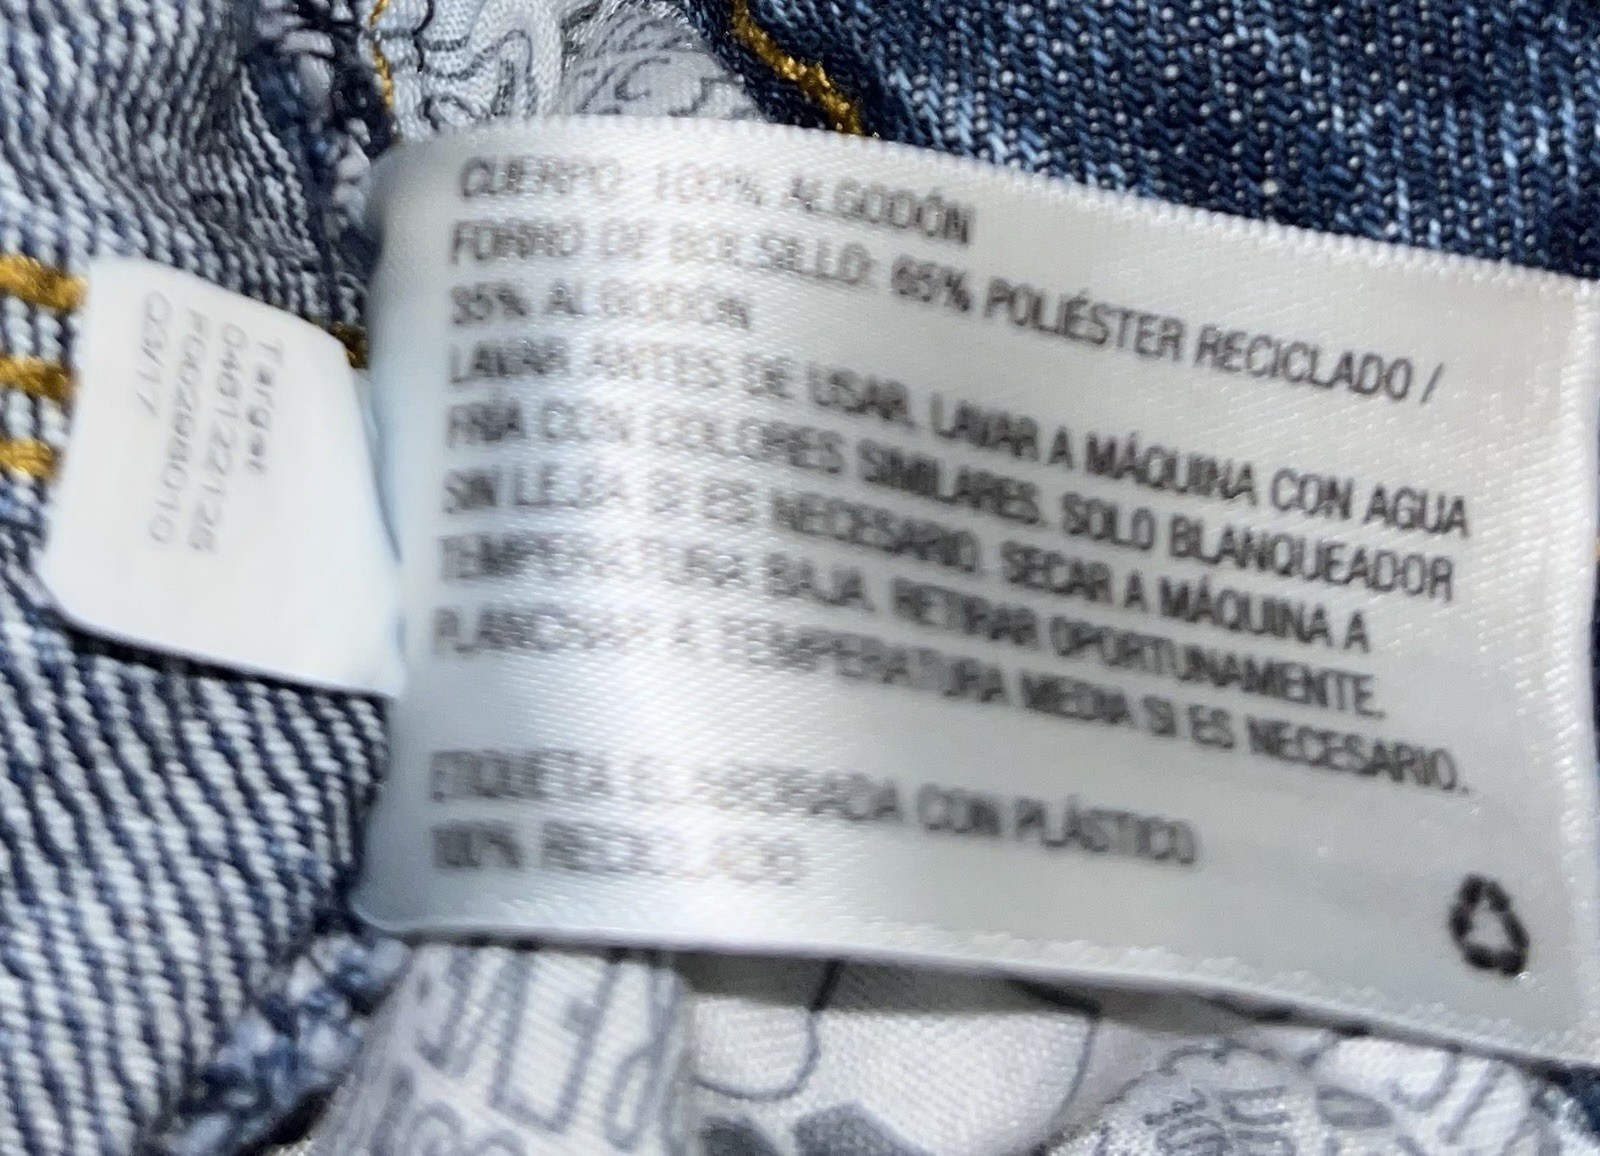 CUERPO: 100% ALGODÓN
FORRO DE BOLSILLO: 65% POLIÉSTER RECICLADO /
35% ALGODÓN
LAVAR ANTES DE USAR. LAVAR A MÁQUINA CON AGUA
FRÍA CON COLORES SIMILARES. SOLO BLANQUEADOR
SIN LEJÍA SI ES NECESARIO. SECAR A MÁQUINA A
TEMPERATURA BAJA. RETIRAR OPORTUNAMENTE.
PLANCHAR A TEMPERATURA MEDIA SI ES NECESARIO.
ETIQUETA ELABORADA CON PLÁSTICO
100% RECICLADO
Target
Q3/17